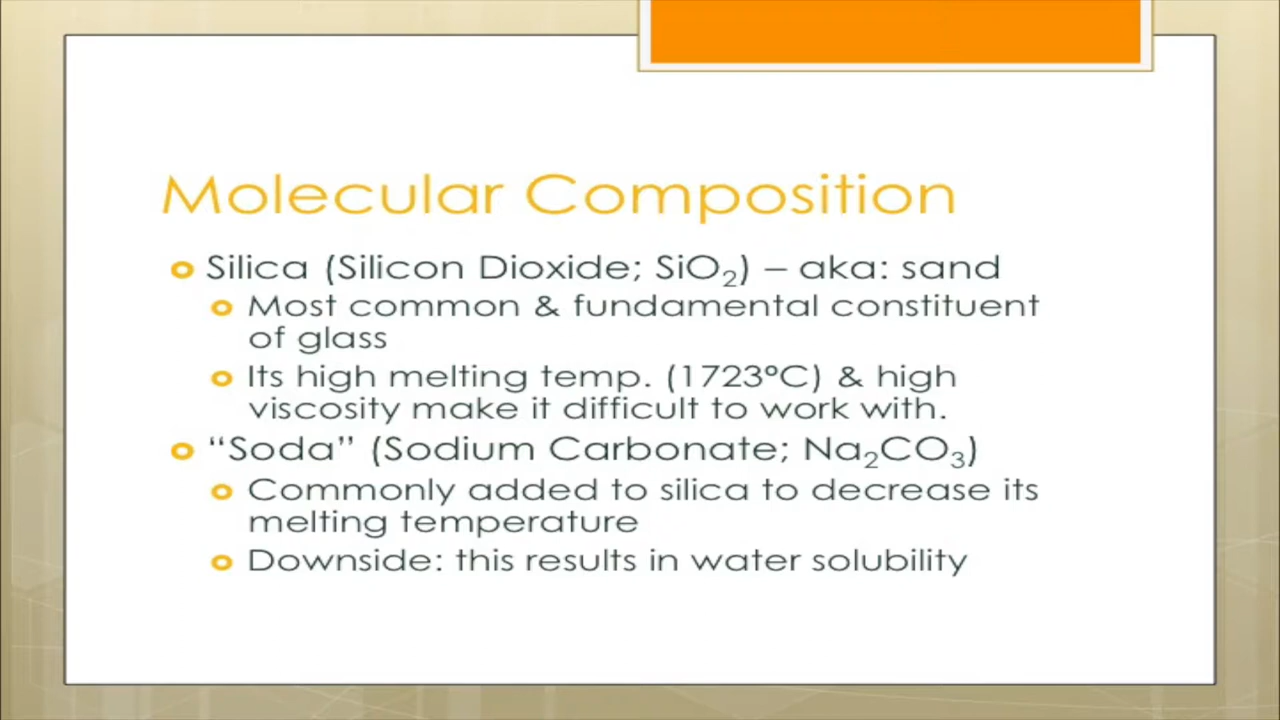 Molecular Composition
Silica (Silicon Dioxide; SiO₂) – aka: sand
Most common & fundamental constituent
of glass
Its high melting temp. (1723°C) & high
viscosity make it difficult to work with.
“Soda” (Sodium Carbonate; Na₂CO₃)
Commonly added to silica to decrease its
melting temperature
Downside: this results in water solubility